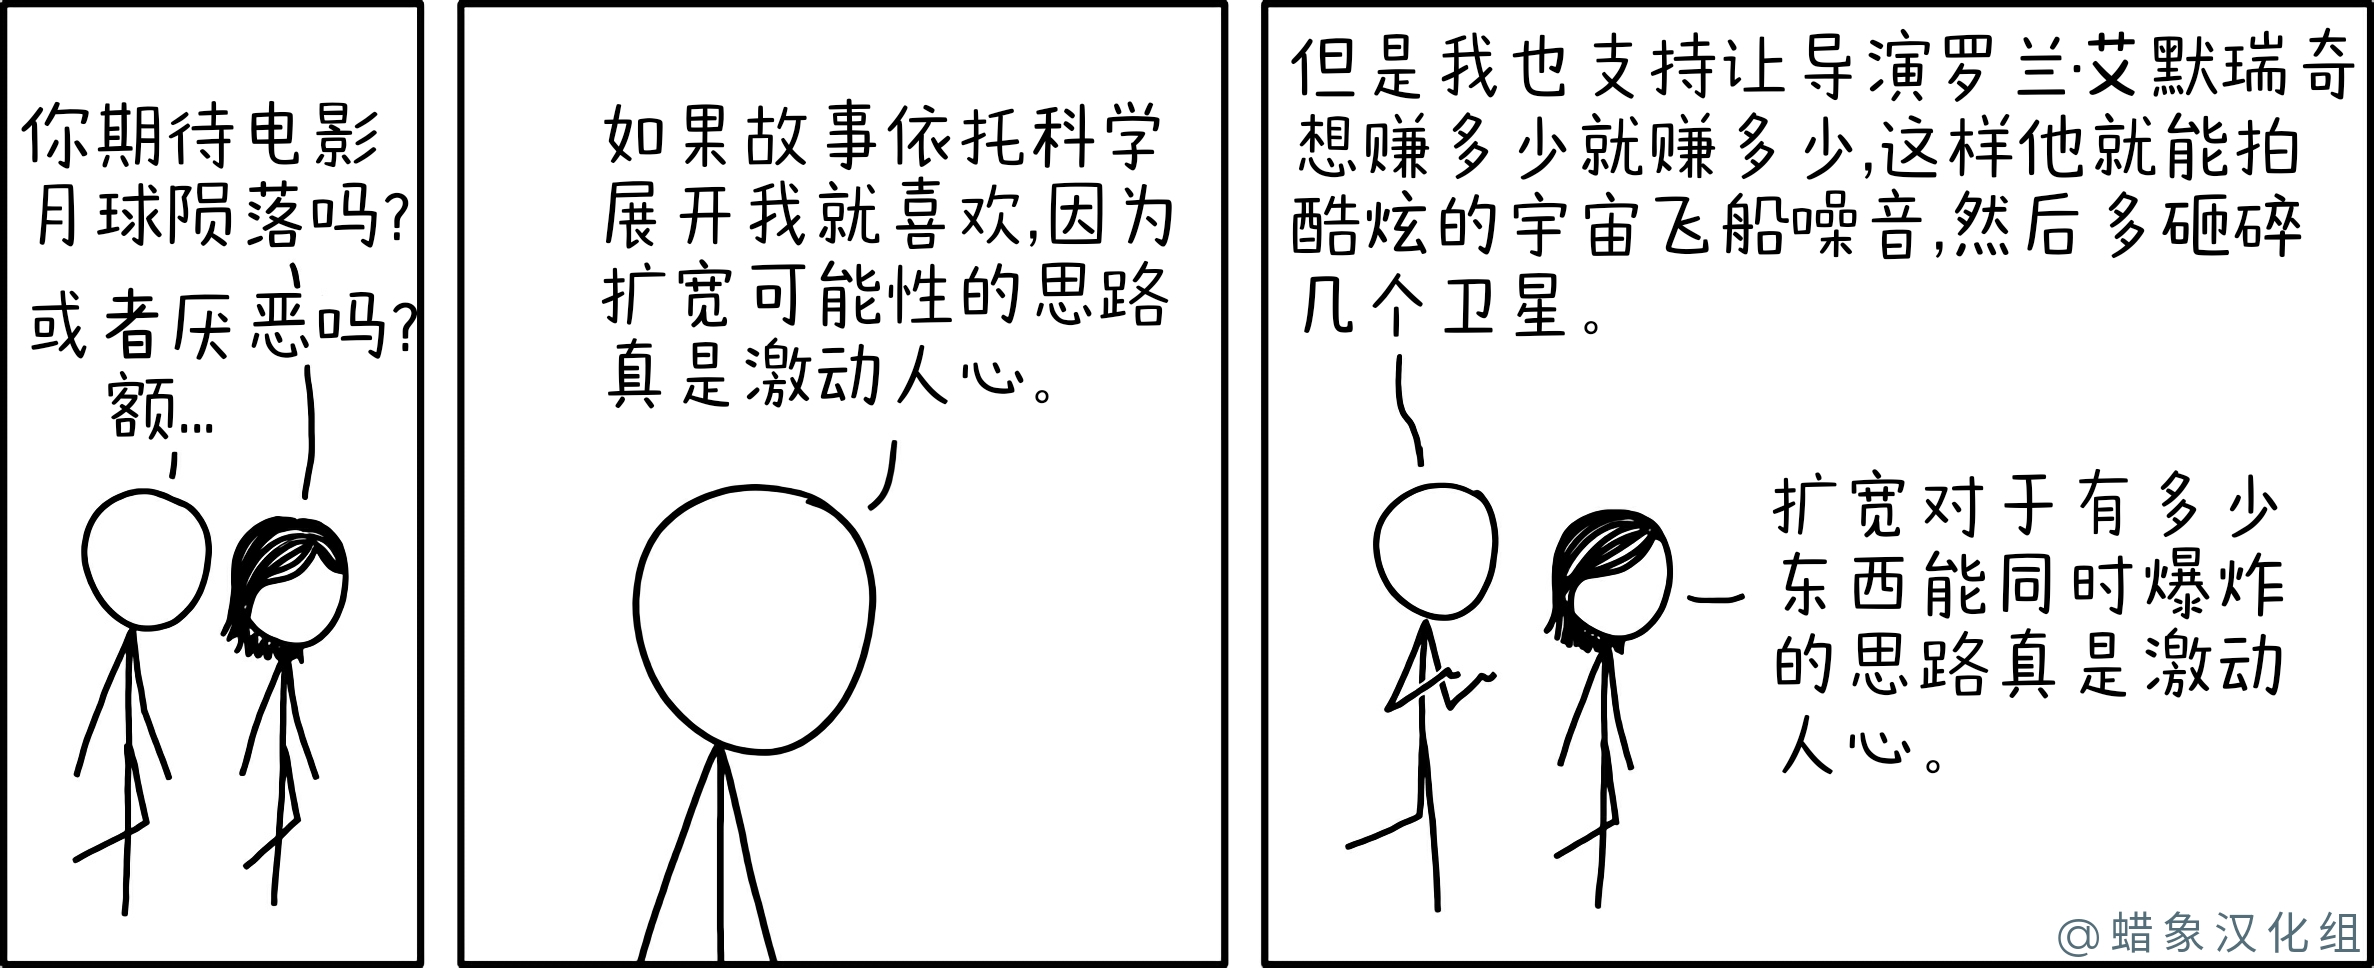 你期待电影
月球陨落吗?
或者厌恶吗?
额...
如果故事依托科学
展开我就喜欢,因为
扩宽可能性的思路
真是激动人心。
但是我也支持让导演罗兰·艾默瑞奇
想赚多少就赚多少,这样他就能拍
酷炫的宇宙飞船噪音,然后多砸碎
几个卫星。
扩宽对于有多少
东西能同时爆炸
的思路真是激动
人心。
@蜡象汉化组